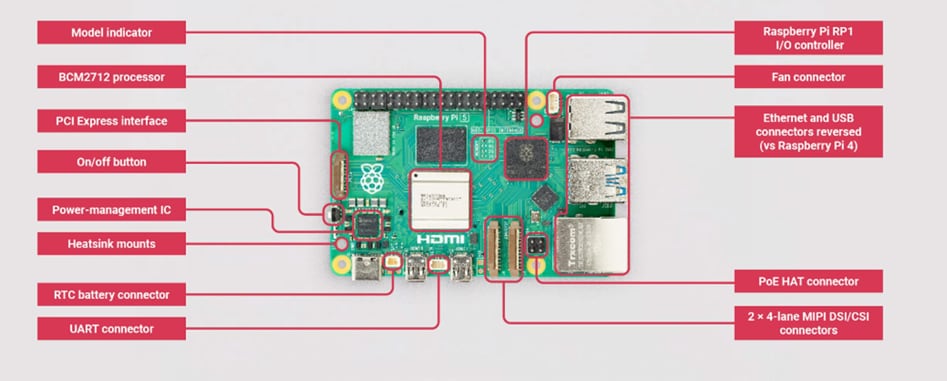 Model indicator
BCM2712 processor
PCI Express interface
On/off button
Power-management IC
Heatsink mounts
RTC battery connector
UART connector
Raspberry Pi 5
HDMI
Trxcom
Raspberry Pi RP1
I/O controller
Fan connector
Ethernet and USB
connectors reversed
(vs Raspberry Pi 4)
PoE HAT connector
2 × 4-lane MIPI DSI/CSI
connectors